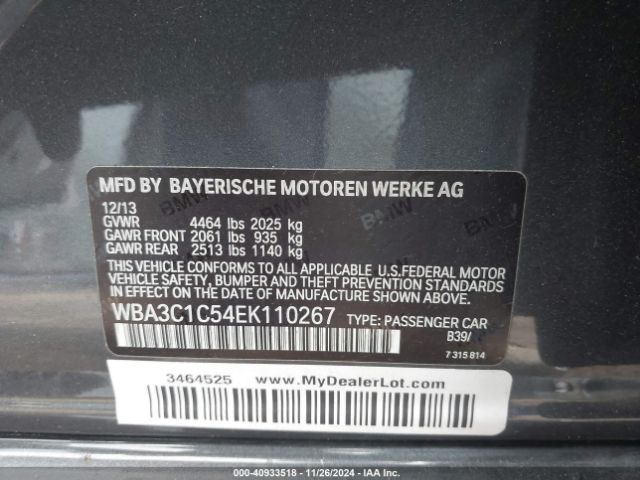 MFD BY BAYERISCHE MOTOREN WERKE AG
12/13
GVWR 4464 lbs 2025 kg
GAWR FRONT 2061 lbs 935 kg
GAWR REAR 2513 lbs 1140 kg
THIS VEHICLE CONFORMS TO ALL APPLICABLE U.S.FEDERAL MOTOR
VEHICLE SAFETY, BUMPER AND THEFT PREVENTION STANDARDS
IN EFFECT ON THE DATE OF MANUFACTURE SHOWN ABOVE.
WBA3C1C54EK110267 TYPE: PASSENGER CAR
B39/
7 315 814
3464525 www.MyDealerLot.com
000-40933518 - 11/26/2024 - IAA Inc.